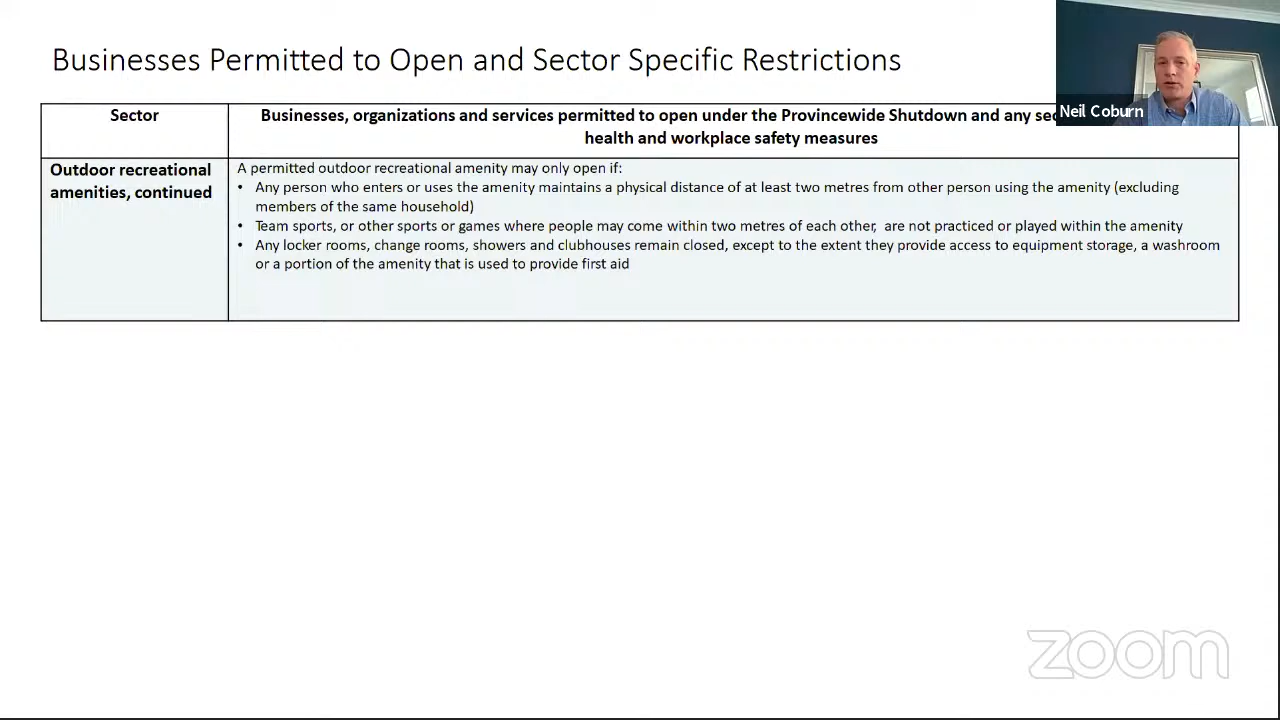 Businesses Permitted to Open and Sector Specific Restrictions
Neil Coburn
Sector
Businesses, organizations and services permitted to open under the Provincewide Shutdown and any
health and workplace safety measures
Outdoor recreational
amenities, continued
A permitted outdoor recreational amenity may only open if:
• Any person who enters or uses the amenity maintains a physical distance of at least two metres from other person using the amenity (excluding
members of the same household)
• Team sports, or other sports or games where people may come within two metres of each other, are not practiced or played within the amenity
• Any locker rooms, change rooms, showers and clubhouses remain closed, except to the extent they provide access to equipment storage, a washroom
or a portion of the amenity that is used to provide first aid
zoom